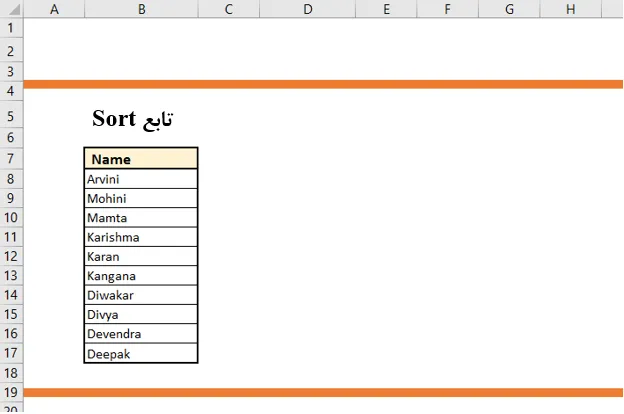 A B C D E F G H
1
2
3
4
5 تابع Sort
6
7 Name
8 Arvini
9 Mohini
10 Mamta
11 Karishma
12 Karan
13 Kangana
14 Diwakar
15 Divya
16 Devendra
17 Deepak
18
19
20